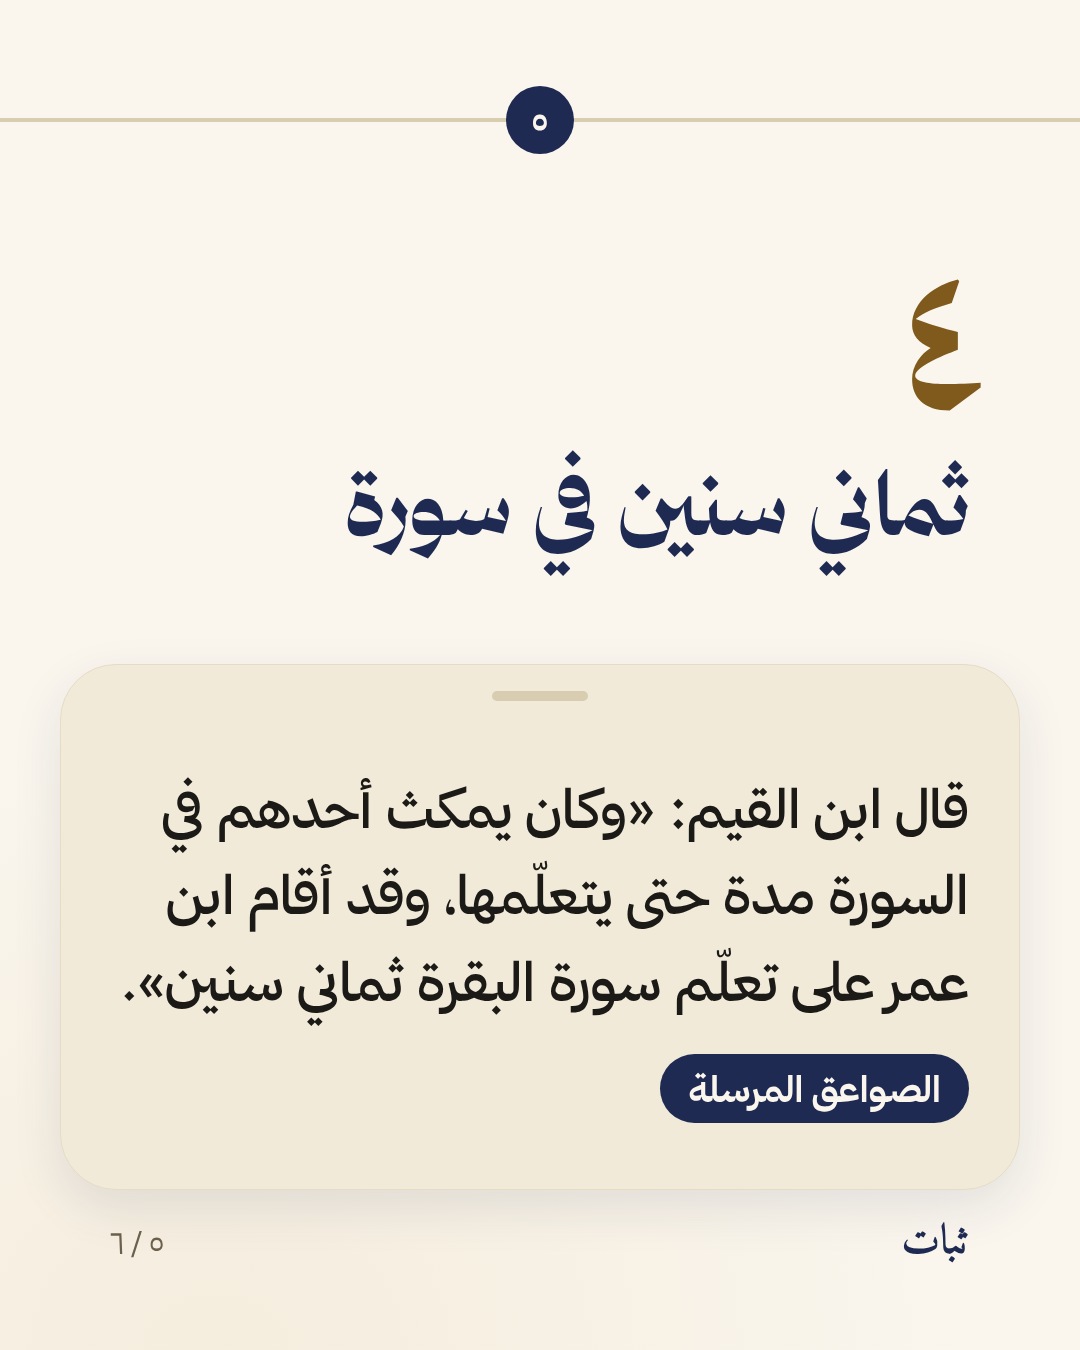 ٥
٤
ثماني سنين في سورة
قال ابن القيم: «وكان يمكث أحدهم في
السورة مدة حتى يتعلّمها، وقد أقام ابن
عمر على تعلّم سورة البقرة ثماني سنين».
الصواعق المرسلة
ثبات
٥ / ٦